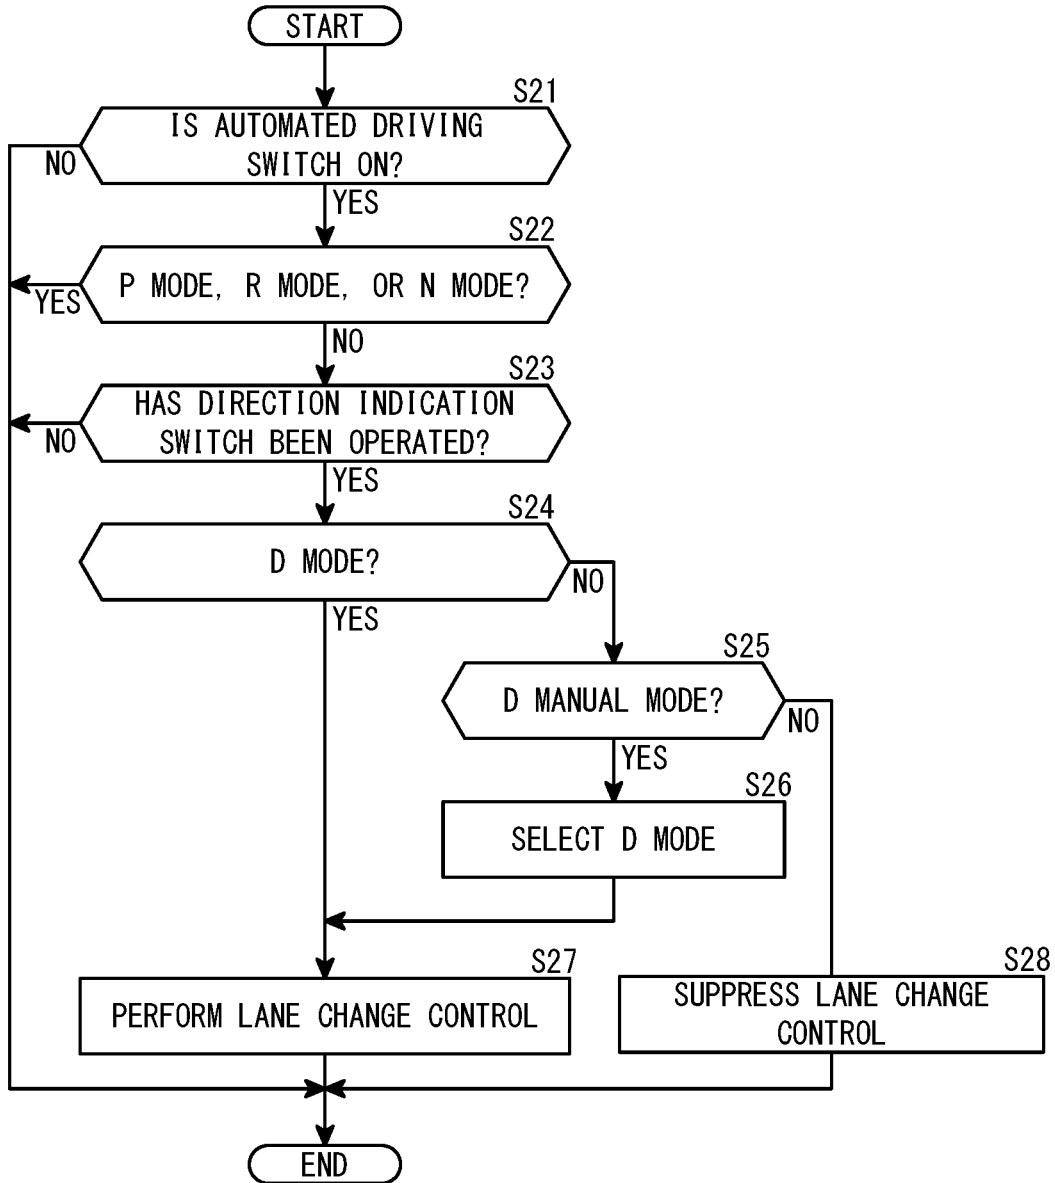 START
S21
IS AUTOMATED DRIVING
SWITCH ON?
NO
YES
S22
P MODE, R MODE, OR N MODE?
YES
NO
S23
HAS DIRECTION INDICATION
SWITCH BEEN OPERATED?
NO
YES
S24
D MODE?
NO
YES
S25
D MANUAL MODE?
NO
YES
S26
SELECT D MODE
S27
PERFORM LANE CHANGE CONTROL
S28
SUPPRESS LANE CHANGE
CONTROL
END